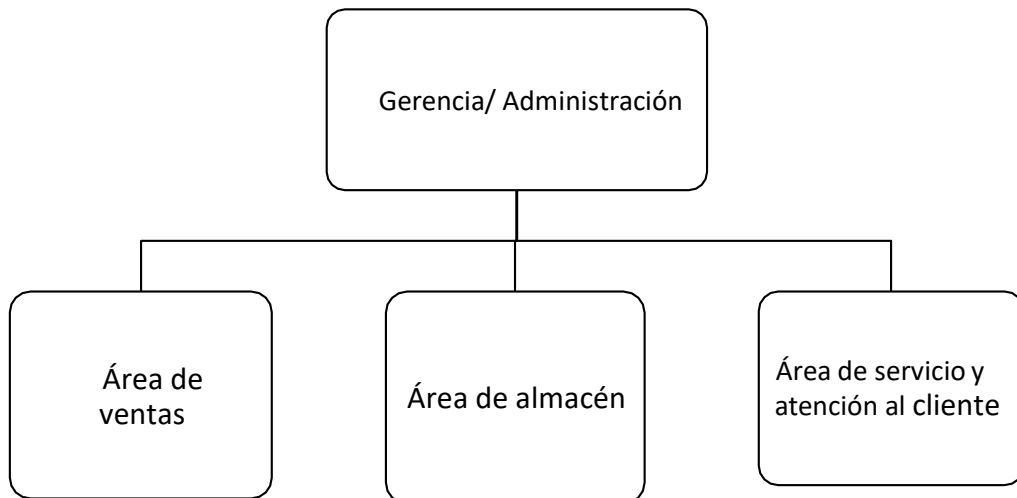 Gerencia/ Administración
Área de
ventas
Área de almacén
Área de servicio y
atención al cliente